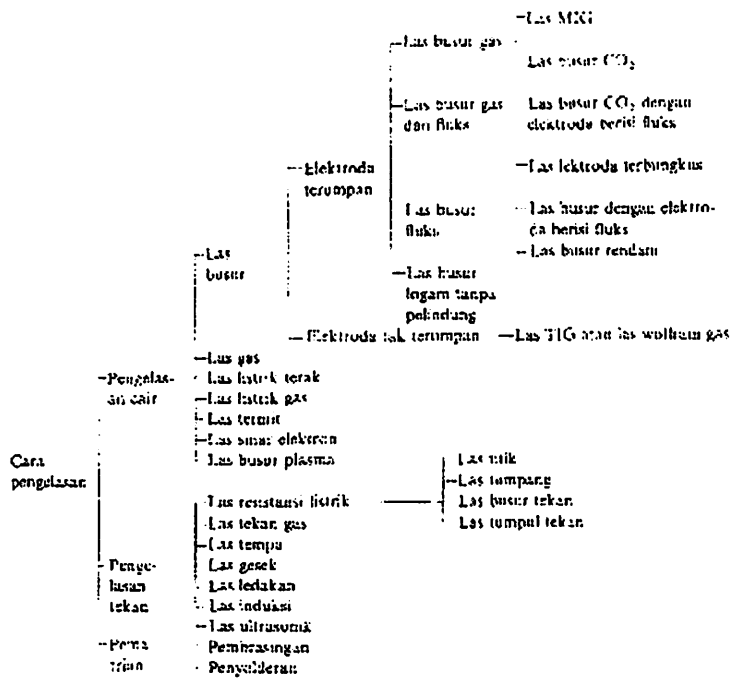 Las MIG
Las busur gas
Las busur CO2
Las busur gas
dan fluks
Las busur CO2 dengan
elektroda berisi fluks
Elektroda
terumpan
Las lektroda terbungkus
Las busur
fluks
Las busur dengan elektro-
da berisi fluks
Las busur rendam
Las
busur
Las busur
logam tanpa
pelindung
Elektroda tak terumpan
Las TIG atau las wolfram gas
Las gas
Pengelas-
an cair
Las listrik terak
Las listrik gas
Las termit
Las sinar elektron
Las busur plasma
Cara
pengelasan
Las titik
Las tumpang
Las resistansi listrik
Las busur tekan
Las tekan gas
Las tumpul tekan
Las tempa
Penge-
lasan
tekan
Las gesek
Las ledakan
Las induksi
Las ultrasonik
Pema
trian
Pembrasingan
Penyolderan